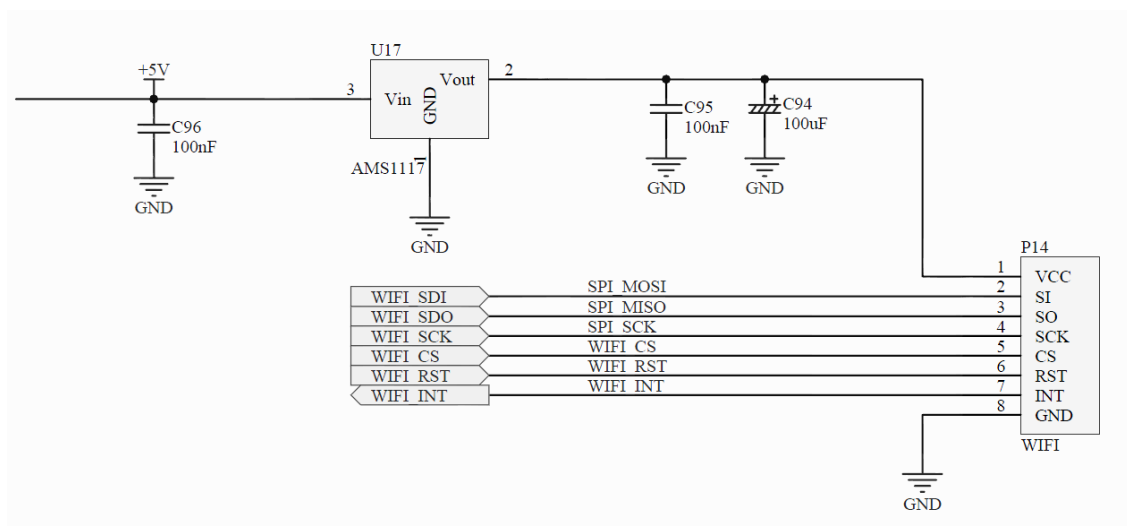 U17
+5V
3
Vin
GND
Vout
2
C96
100nF
AMS1117
1
C95
100nF
C94
100uF
+
GND
GND
GND
GND
P14
WIFI_SDI
SPI_MOSI
1
VCC
WIFI_SDO
SPI_MISO
2
SI
WIFI_SCK
SPI_SCK
3
SO
WIFI_CS
WIFI_CS
4
SCK
WIFI_RST
WIFI_RST
5
CS
WIFI_INT
WIFI_INT
6
RST
7
INT
8
GND
WIFI
GND